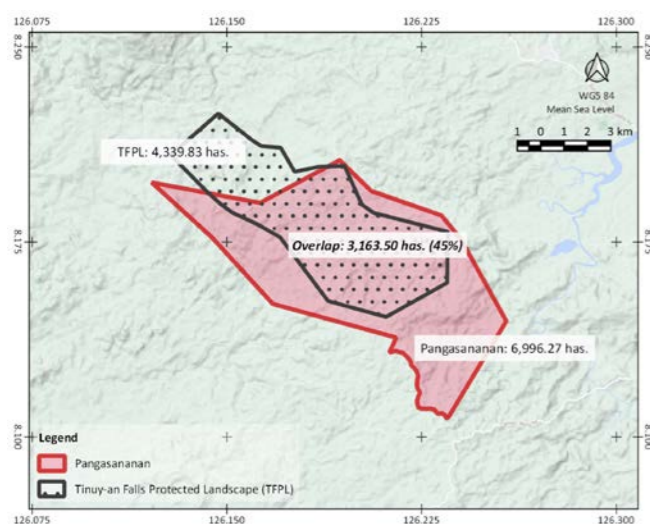 126.075 126.150 126.225 126.300
8.250 8.250
WGS 84
Mean Sea Level
1 0 1 2 3 km
TFPL: 4,339.83 has.
8.175 8.175
Overlap: 3,163.50 has. (45%)
Pangasananan: 6,996.27 has.
8.100 8.100
Legend
Pangasananan
Tinuy-an Falls Protected Landscape (TFPL)
126.075 126.150 126.225 126.300